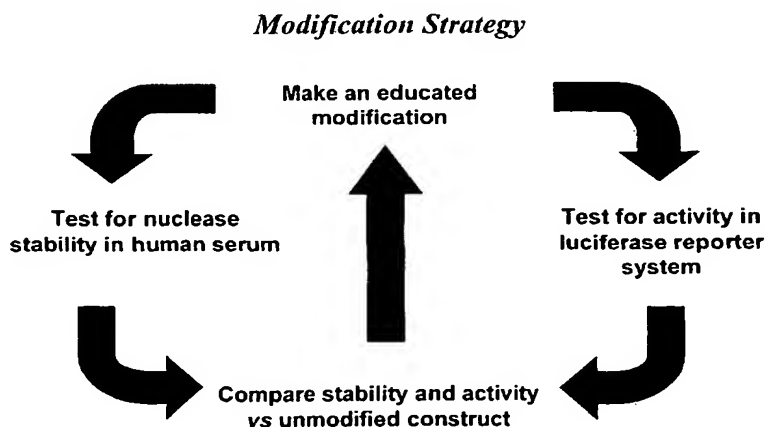 Modification Strategy
Make an educated
modification
Test for nuclease
stability in human serum
Test for activity in
luciferase reporter
system
Compare stability and activity
vs unmodified construct